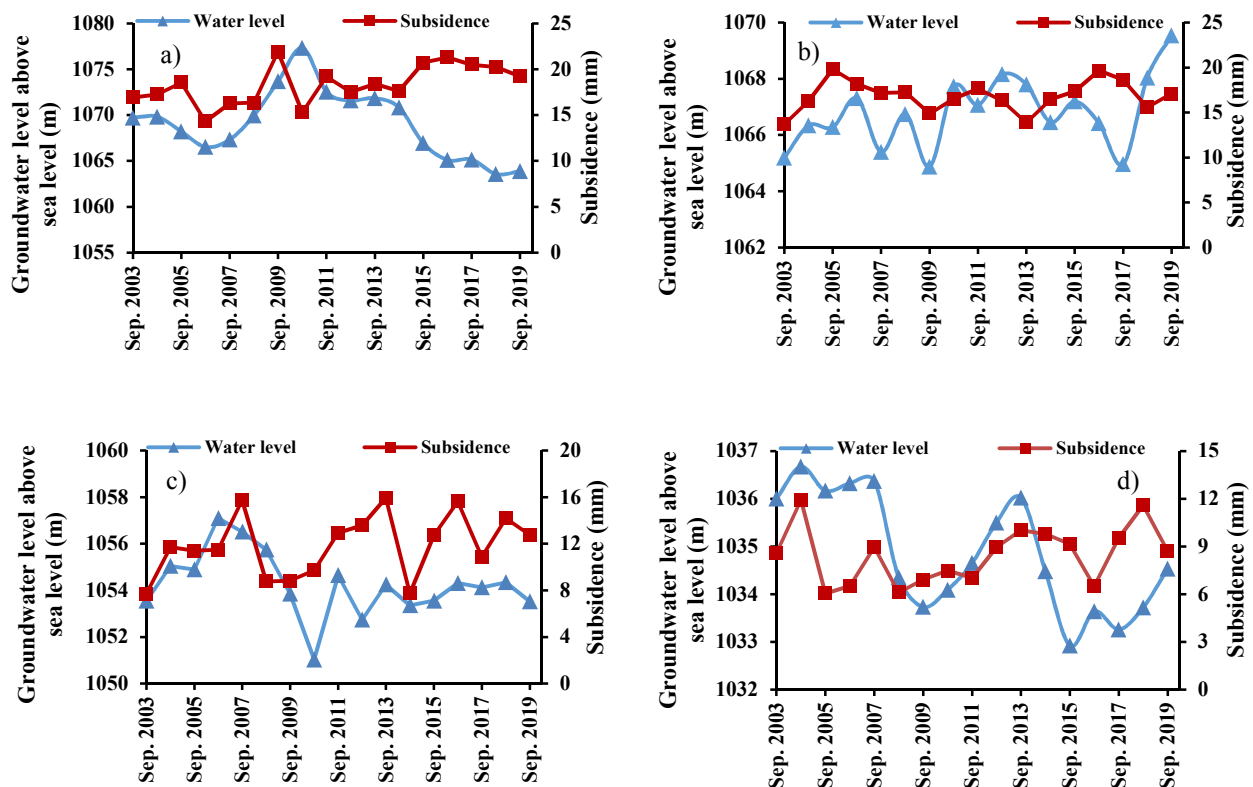 Water level Subsidence
a)
Groundwater level above
sea level (m)
1080
1075
1070
1065
1060
1055
25
20
15
10
5
0
Subsidence (mm)
Sep. 2003
Sep. 2005
Sep. 2007
Sep. 2009
Sep. 2011
Sep. 2013
Sep. 2015
Sep. 2017
Sep. 2019
Water level Subsidence
b)
Groundwater level above
sea level (m)
1070
1068
1066
1064
1062
25
20
15
10
5
0
Subsidence (mm)
Sep. 2003
Sep. 2005
Sep. 2007
Sep. 2009
Sep. 2011
Sep. 2013
Sep. 2015
Sep. 2017
Sep. 2019
Water level Subsidence
c)
Groundwater level above
sea level (m)
1060
1058
1056
1054
1052
1050
20
16
12
8
4
0
Subsidence (mm)
Sep. 2003
Sep. 2005
Sep. 2007
Sep. 2009
Sep. 2011
Sep. 2013
Sep. 2015
Sep. 2017
Sep. 2019
Water level Subsidence
d)
Groundwater level above
sea level (m)
1037
1036
1035
1034
1033
1032
15
12
9
6
3
0
Subsidence (mm)
Sep. 2003
Sep. 2005
Sep. 2007
Sep. 2009
Sep. 2011
Sep. 2013
Sep. 2015
Sep. 2017
Sep. 2019